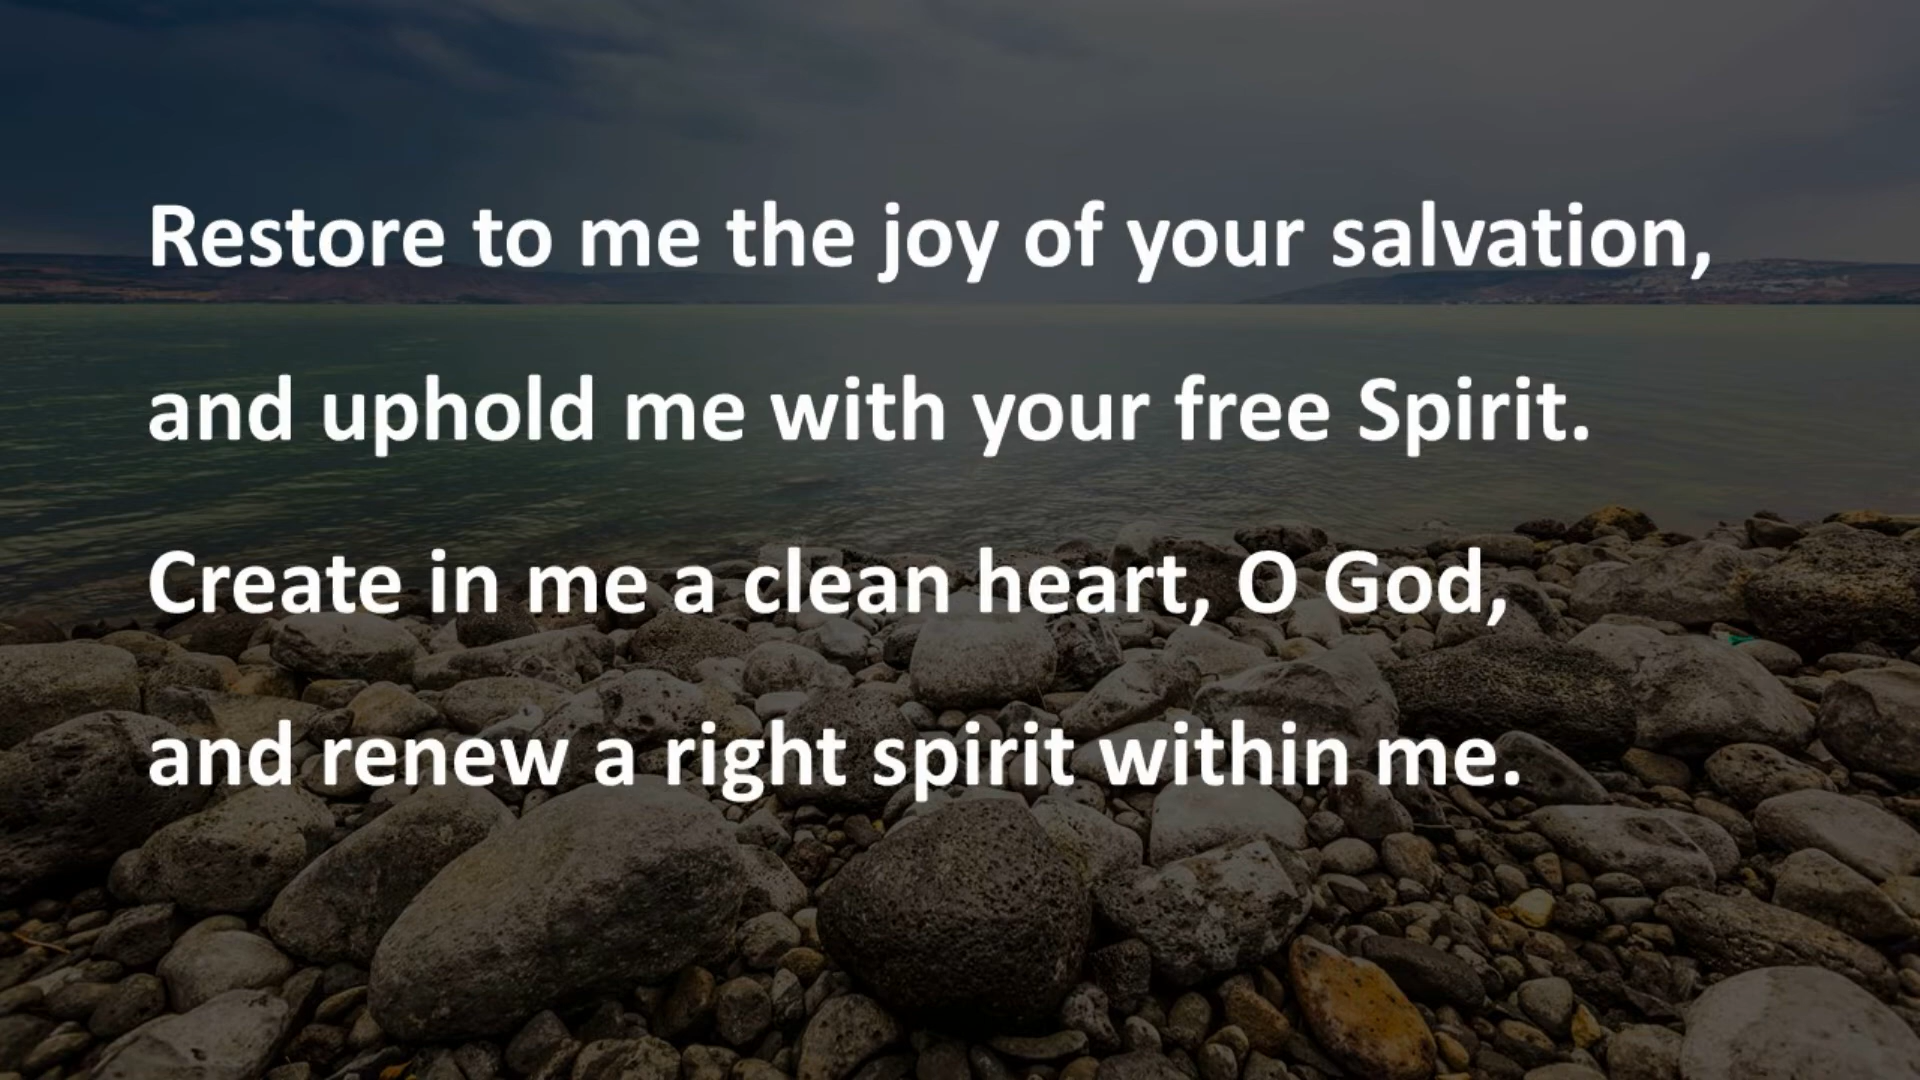 Restore to me the joy of your salvation,
and uphold me with your free Spirit.
Create in me a clean heart, O God,
and renew a right spirit within me.